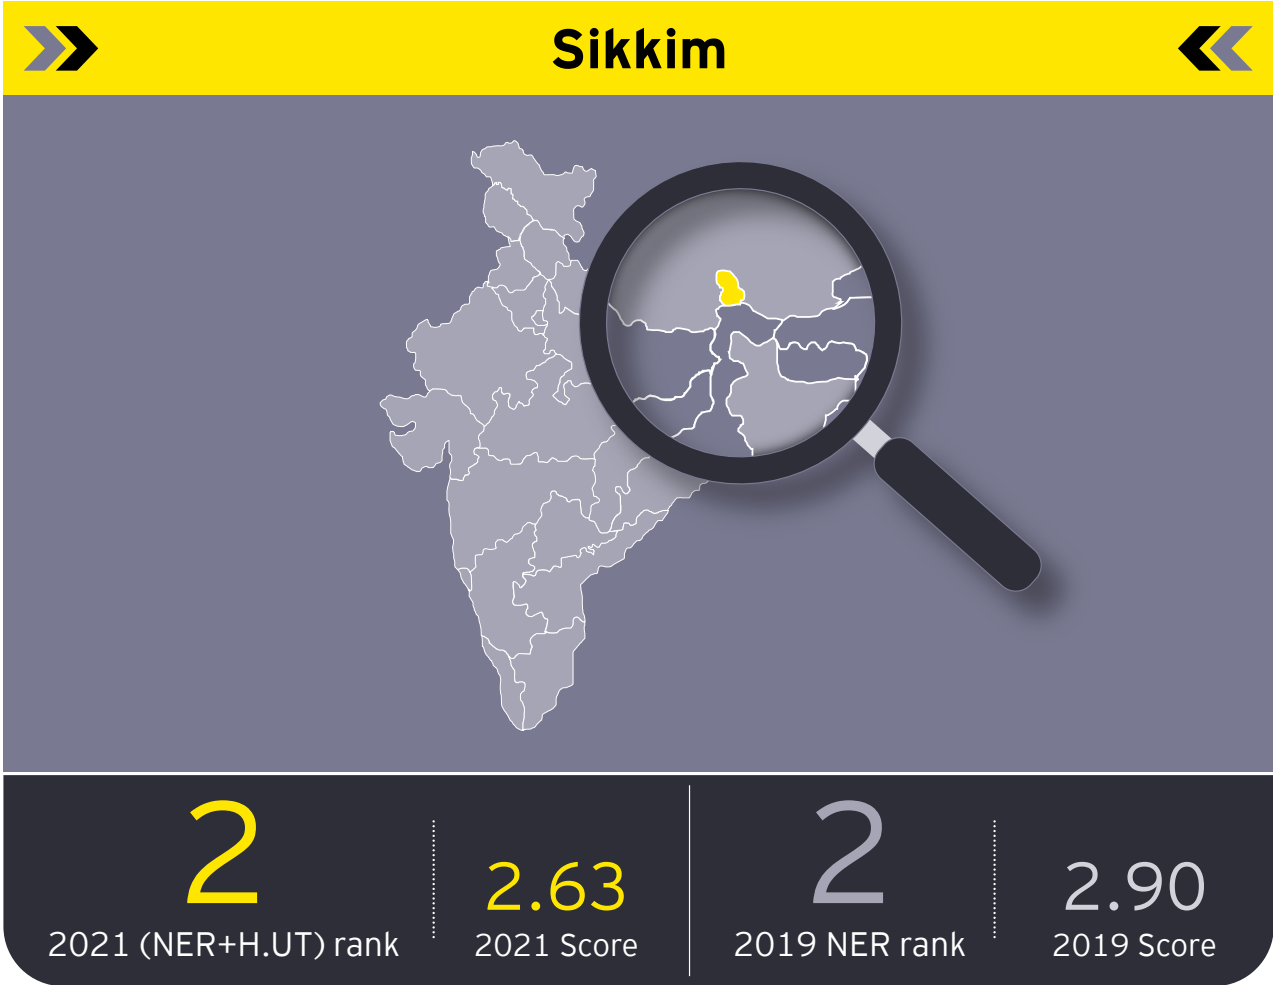 Sikkim
2
2021 (NER+H.UT) rank
2.63
2021 Score
2
2019 NER rank
2.90
2019 Score